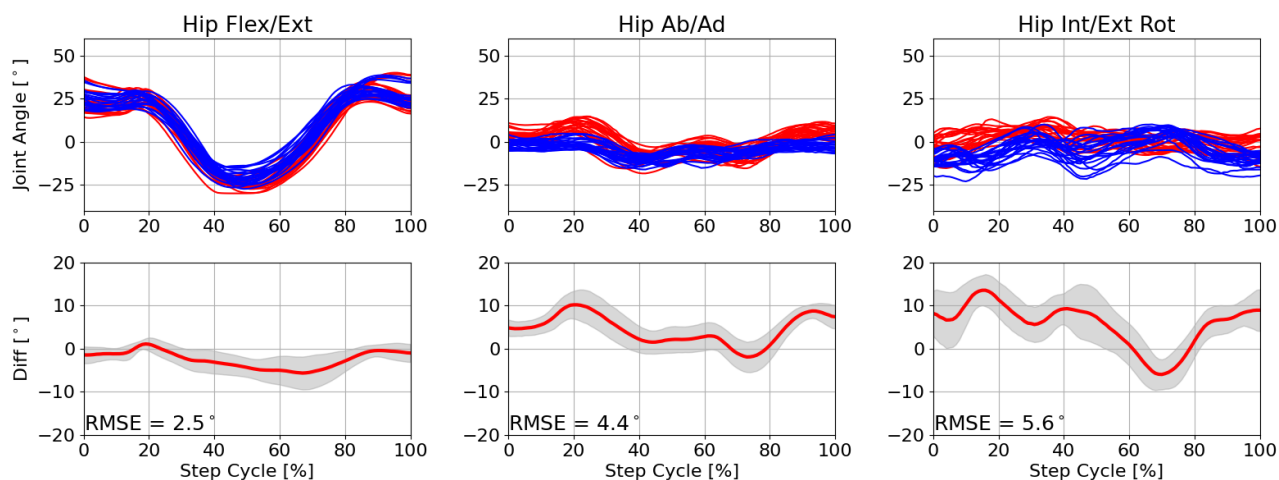 Hip Flex/Ext
Hip Ab/Ad
Hip Int/Ext Rot
Joint Angle [°]
50
25
0
−25
0 20 40 60 80 100
50
25
0
−25
0 20 40 60 80 100
50
25
0
−25
0 20 40 60 80 100
Diff [°]
20
10
0
−10
−20
RMSE = 2.5°
0 20 40 60 80 100
Step Cycle [%]
20
10
0
−10
−20
RMSE = 4.4°
0 20 40 60 80 100
Step Cycle [%]
20
10
0
−10
−20
RMSE = 5.6°
0 20 40 60 80 100
Step Cycle [%]